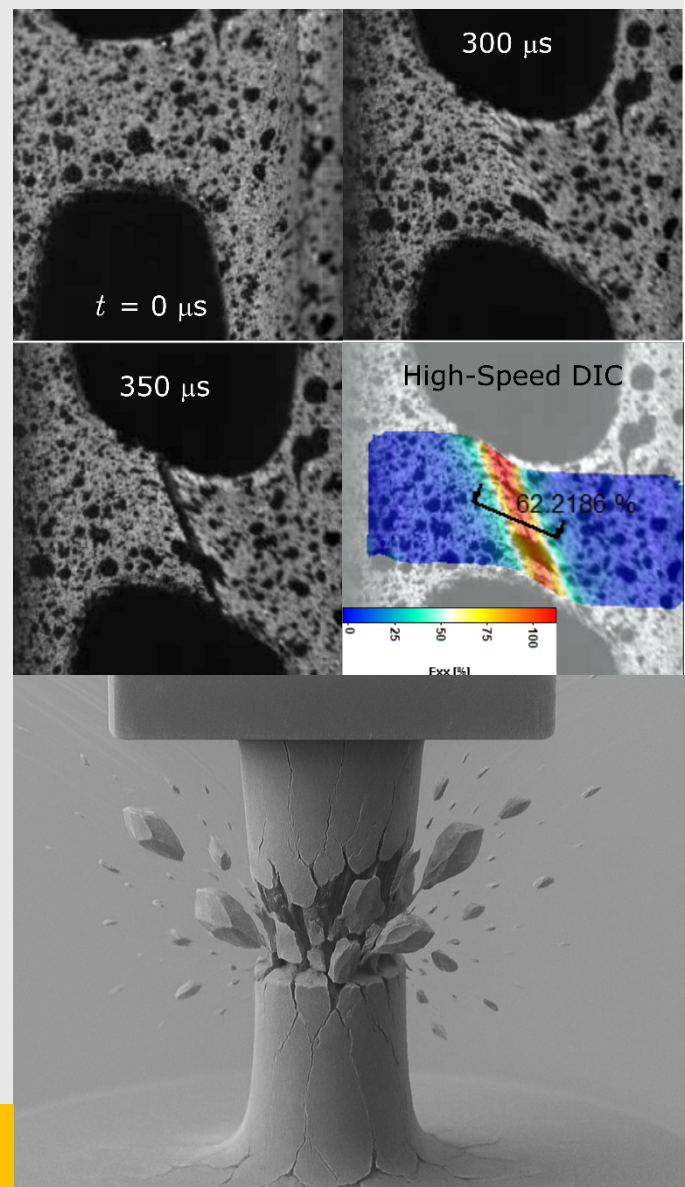 t = 0 μs
300 μs
350 μs
High-Speed DIC
62.2186 %
0 25 50 75 100
Exx [%]